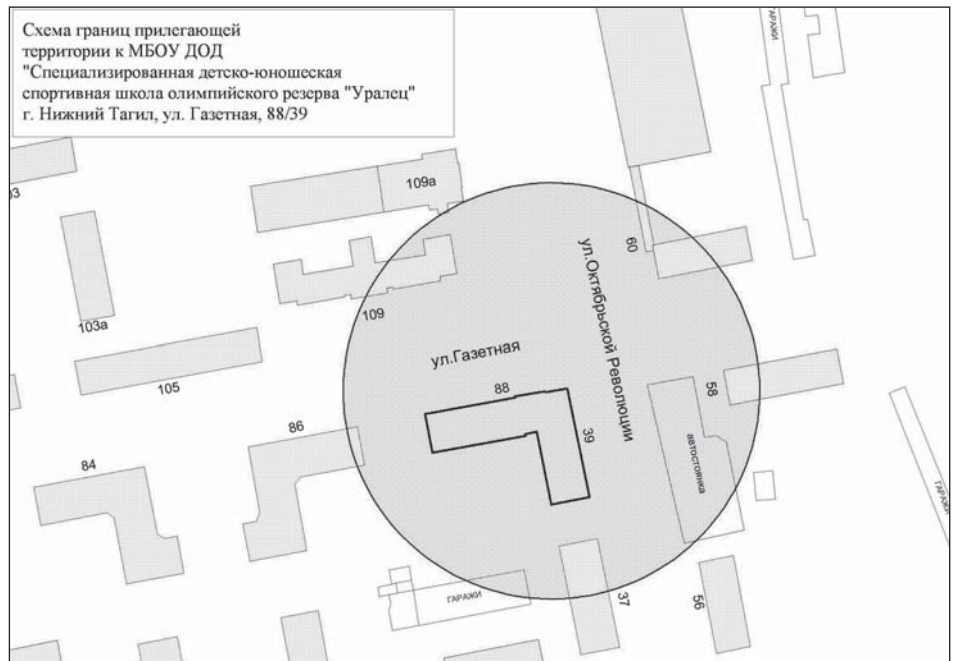 Схема границ прилегающей
территории к МБОУ ДОД
"Специализированная детско-юношеская
спортивная школа олимпийского резерва "Уралец"
г. Нижний Тагил, ул. Газетная, 88/39
ГАРАЖИ
109а
03
60
ул.Октябрьской Революции
103а
109
ул.Газетная
105
88
58
86
39
84
автостоянка
ГАРАЖИ
ГАРАЖИ
37
56